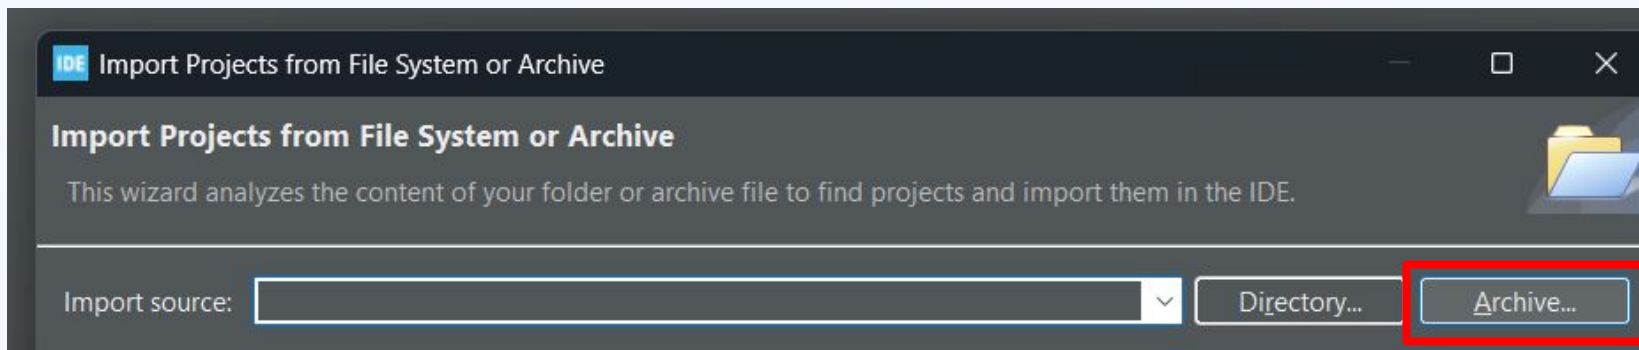 IDE Import Projects from File System or Archive
Import Projects from File System or Archive
This wizard analyzes the content of your folder or archive file to find projects and import them in the IDE.
Import source: Directory... Archive...